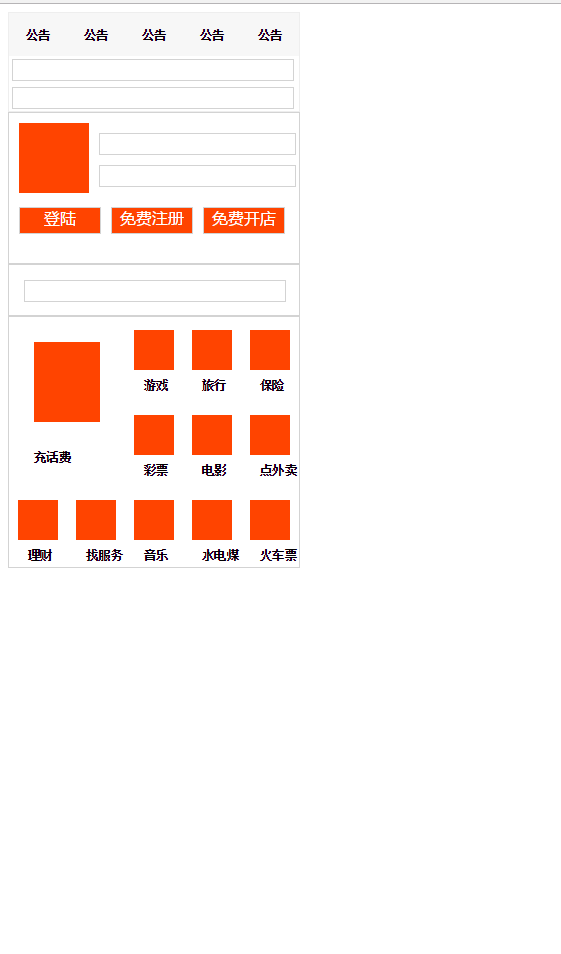 公告 公告 公告 公告 公告
登陆 免费注册 免费开店
游戏 旅行 保险
充话费
彩票 电影 点外卖
理财 找服务 音乐 水电煤 火车票